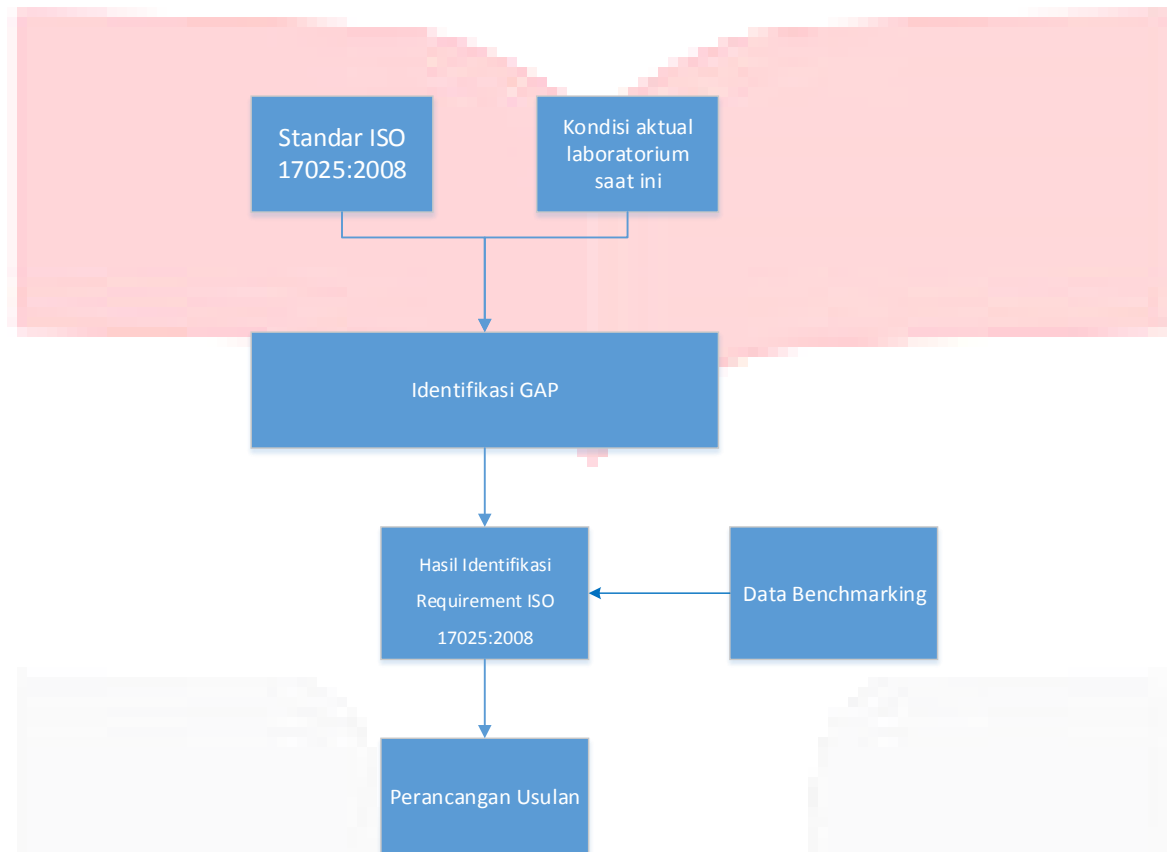 Standar ISO
17025:2008
Kondisi aktual
laboratorium
saat ini
Identifikasi GAP
Hasil Identifikasi
Requirement ISO
17025:2008
Data Benchmarking
Perancangan Usulan